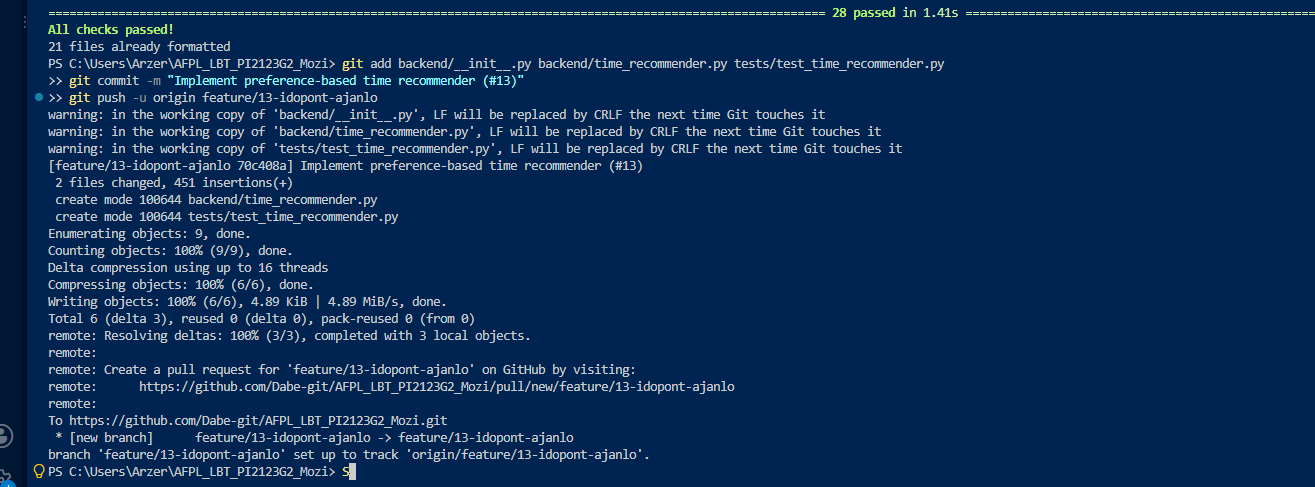 ============================================================================== 28 passed in 1.41s ==============================================================================
All checks passed!
21 files already formatted
PS C:\Users\Arzer\AFPL_LBT_PI2123G2_Mozi> git add backend/__init__.py backend/time_recommender.py tests/test_time_recommender.py
>> git commit -m "Implement preference-based time recommender (#13)"
>> git push -u origin feature/13-idopont-ajanlo
warning: in the working copy of 'backend/__init__.py', LF will be replaced by CRLF the next time Git touches it
warning: in the working copy of 'backend/time_recommender.py', LF will be replaced by CRLF the next time Git touches it
warning: in the working copy of 'tests/test_time_recommender.py', LF will be replaced by CRLF the next time Git touches it
[feature/13-idopont-ajanlo 70c408a] Implement preference-based time recommender (#13)
 2 files changed, 451 insertions(+)
 create mode 100644 backend/time_recommender.py
 create mode 100644 tests/test_time_recommender.py
Enumerating objects: 9, done.
Counting objects: 100% (9/9), done.
Delta compression using up to 16 threads
Compressing objects: 100% (6/6), done.
Writing objects: 100% (6/6), 4.89 KiB | 4.89 MiB/s, done.
Total 6 (delta 3), reused 0 (delta 0), pack-reused 0 (from 0)
remote: Resolving deltas: 100% (3/3), completed with 3 local objects.
remote:
remote: Create a pull request for 'feature/13-idopont-ajanlo' on GitHub by visiting:
remote:      https://github.com/Dabe-git/AFPL_LBT_PI2123G2_Mozi/pull/new/feature/13-idopont-ajanlo
remote:
To https://github.com/Dabe-git/AFPL_LBT_PI2123G2_Mozi.git
 * [new branch]      feature/13-idopont-ajanlo -> feature/13-idopont-ajanlo
branch 'feature/13-idopont-ajanlo' set up to track 'origin/feature/13-idopont-ajanlo'.
PS C:\Users\Arzer\AFPL_LBT_PI2123G2_Mozi> S